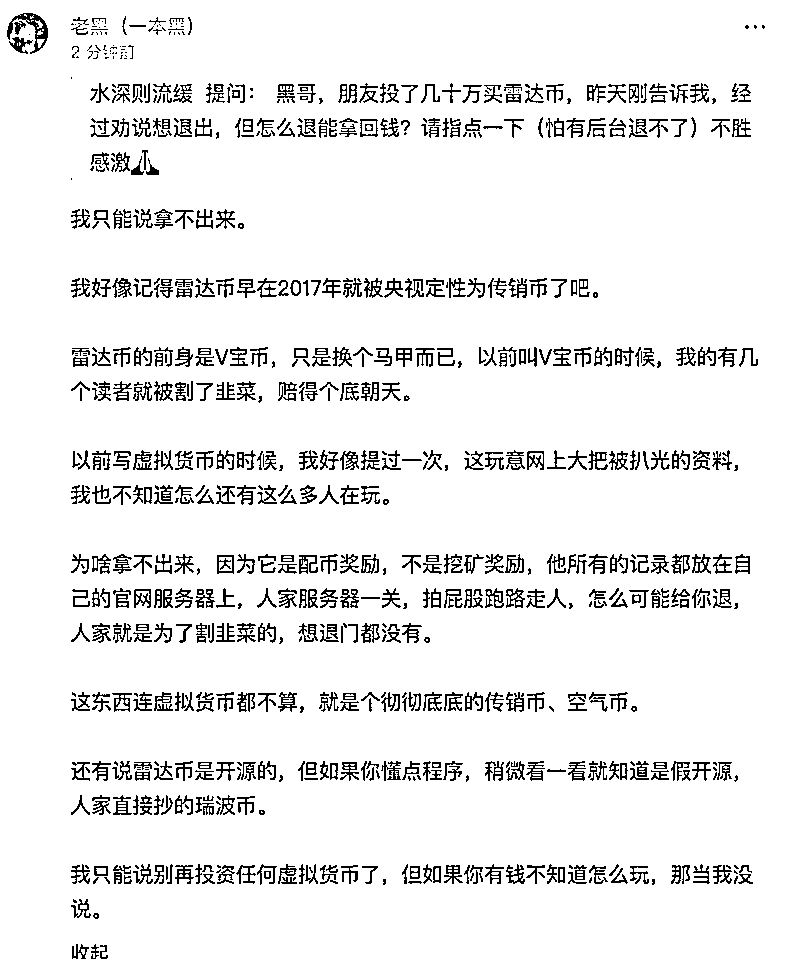 老黑（一本黑）
2 分钟前
水深则流缓 提问： 黑哥，朋友投了几十万买雷达币，昨天刚告诉我，经
过劝说想退出，但怎么退能拿回钱？请指点一下（怕有后台退不了）不胜
感激🙏
我只能说拿不出来。
我好像记得雷达币早在2017年就被央视定性为传销币了吧。
雷达币的前身是V宝币，只是换个马甲而已，以前叫V宝币的时候，我的有几
个读者就被割了韭菜，赔得个底朝天。
以前写虚拟货币的时候，我好像提过一次，这玩意网上大把被扒光的资料，
我也不知道怎么还有这么多人在玩。
为啥拿不出来，因为它是配币奖励，不是挖矿奖励，他所有的记录都放在自
己的官网服务器上，人家服务器一关，拍屁股跑路走人，怎么可能给你退，
人家就是为了割韭菜的，想退门都没有。
这东西连虚拟货币都不算，就是个彻彻底底的传销币、空气币。
还有说雷达币是开源的，但如果你懂点程序，稍微看一看就知道是假开源，
人家直接抄的瑞波币。
我只能说别再投资任何虚拟货币了，但如果你有钱不知道怎么玩，那当我没
说。
收起